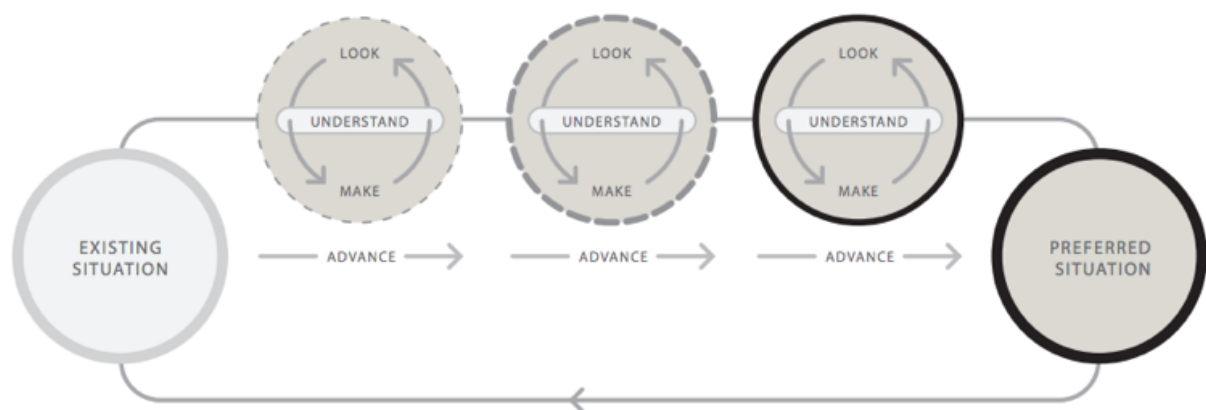 LOOK
UNDERSTAND
MAKE
LOOK
UNDERSTAND
MAKE
LOOK
UNDERSTAND
MAKE
EXISTING
SITUATION
ADVANCE
ADVANCE
ADVANCE
PREFERRED
SITUATION